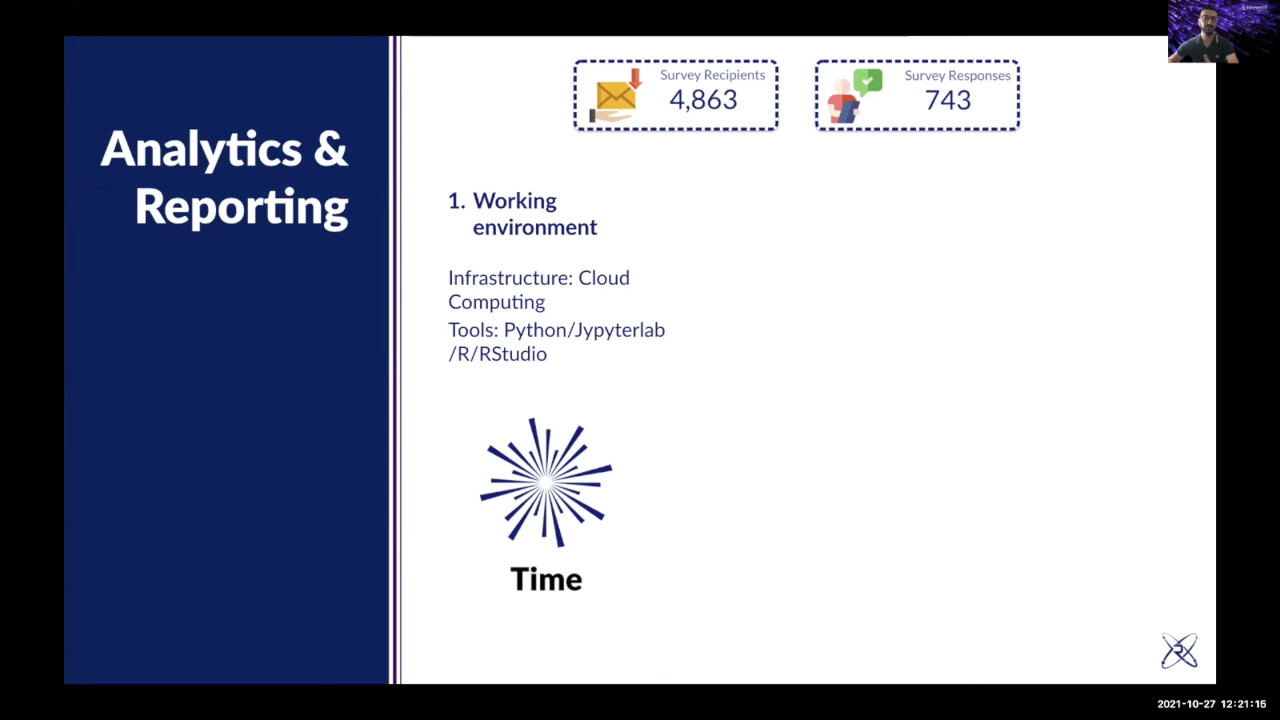 Analytics &
Reporting
Survey Recipients
4,863
Survey Responses
743
1. Working
environment
Infrastructure: Cloud
Computing
Tools: Python/Jypyterlab
/R/RStudio
Time
2021-10-27 12:21:15